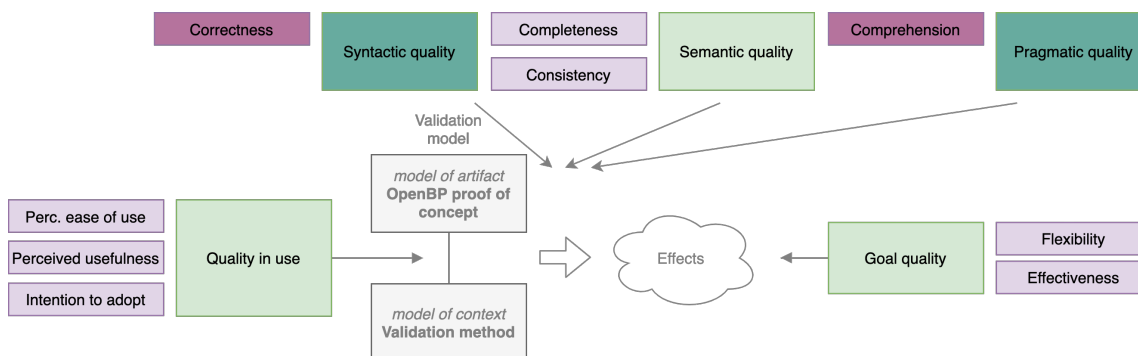 Correctness
Syntactic quality
Completeness
Consistency
Semantic quality
Comprehension
Pragmatic quality
Validation
model
model of artifact
OpenBP proof of
concept
Perc. ease of use
Perceived usefulness
Intention to adopt
Quality in use
Effects
Goal quality
Flexibility
Effectiveness
model of context
Validation method